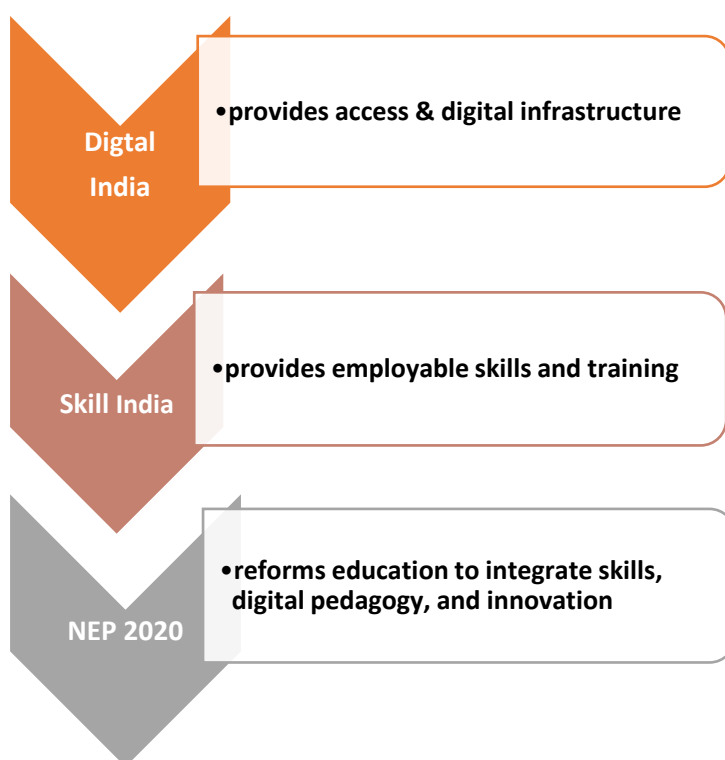 Digtal
India
•provides access & digital infrastructure
Skill India
•provides employable skills and training
NEP 2020
•reforms education to integrate skills,
digital pedagogy, and innovation